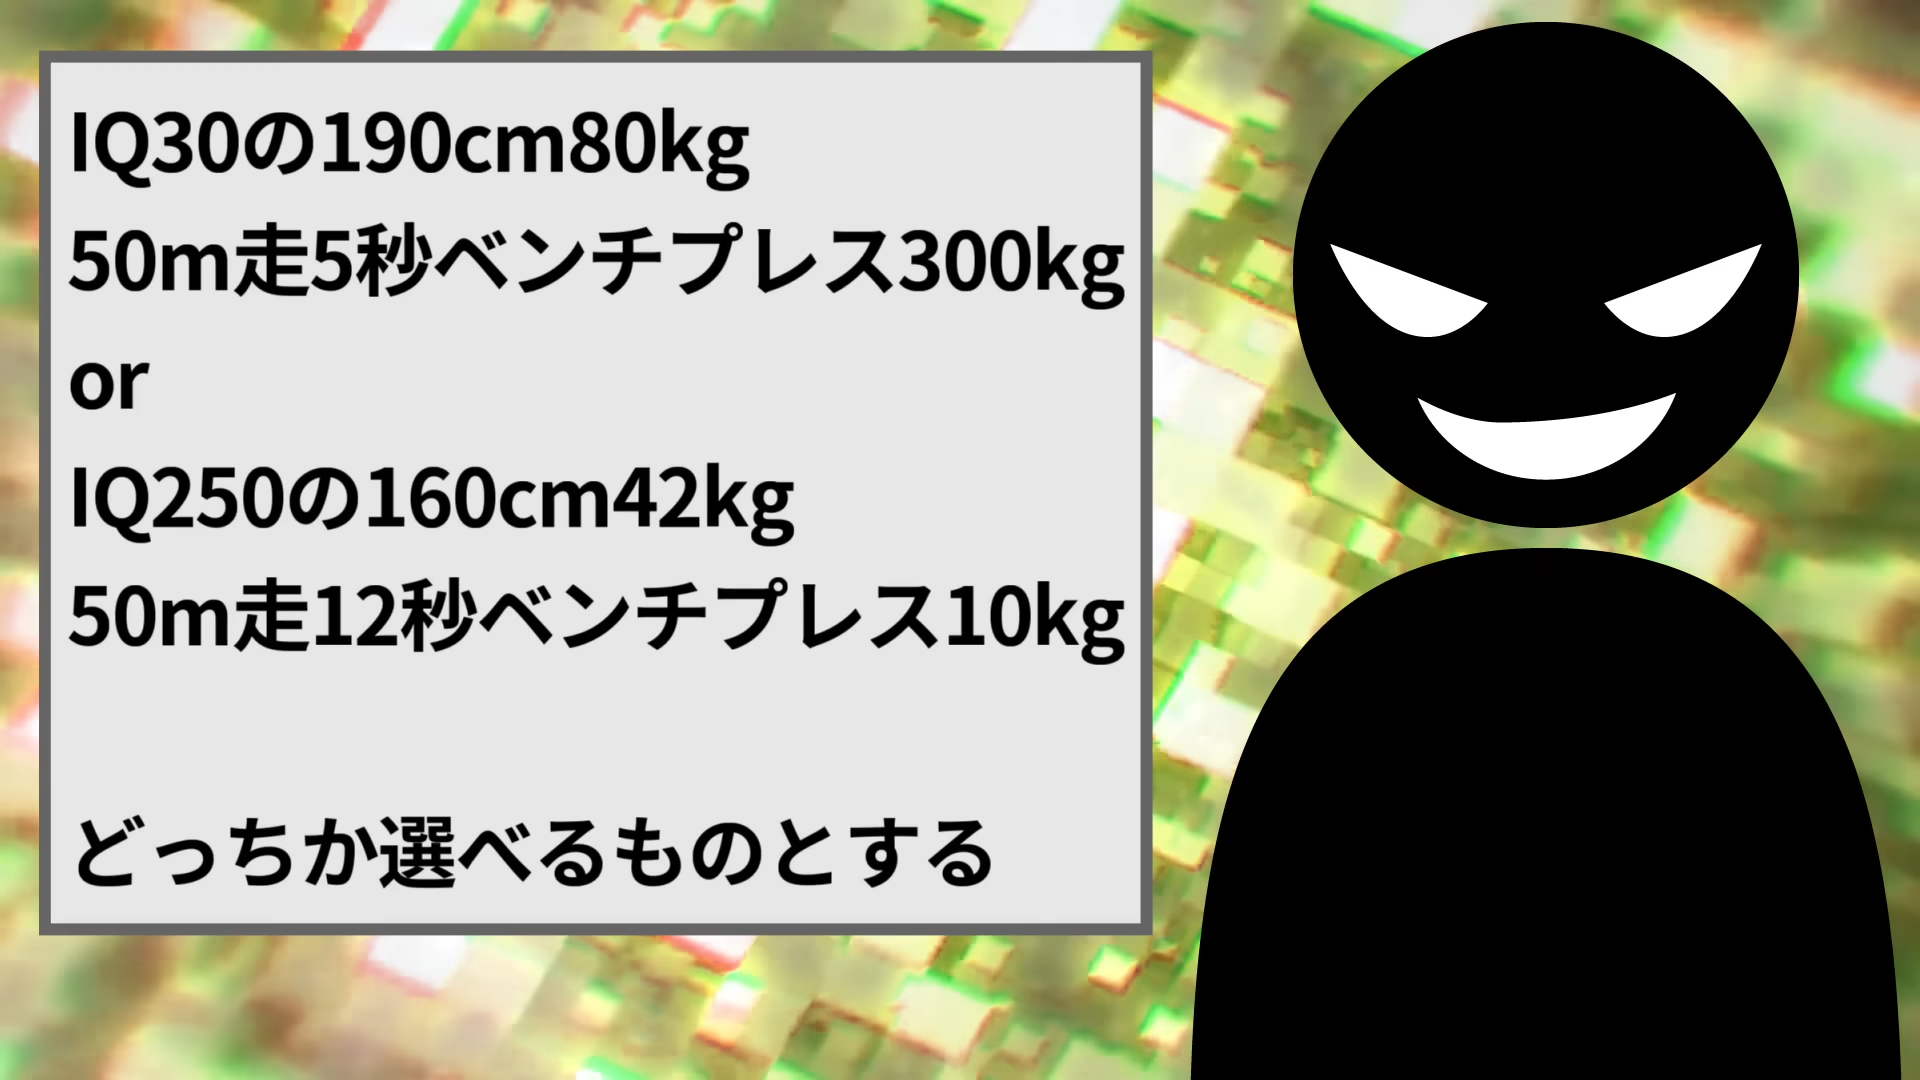 IQ30の190cm80kg
50m走5秒ベンチプレス300kg
or
IQ250の160cm42kg
50m走12秒ベンチプレス10kg
どっちか選べるものとする